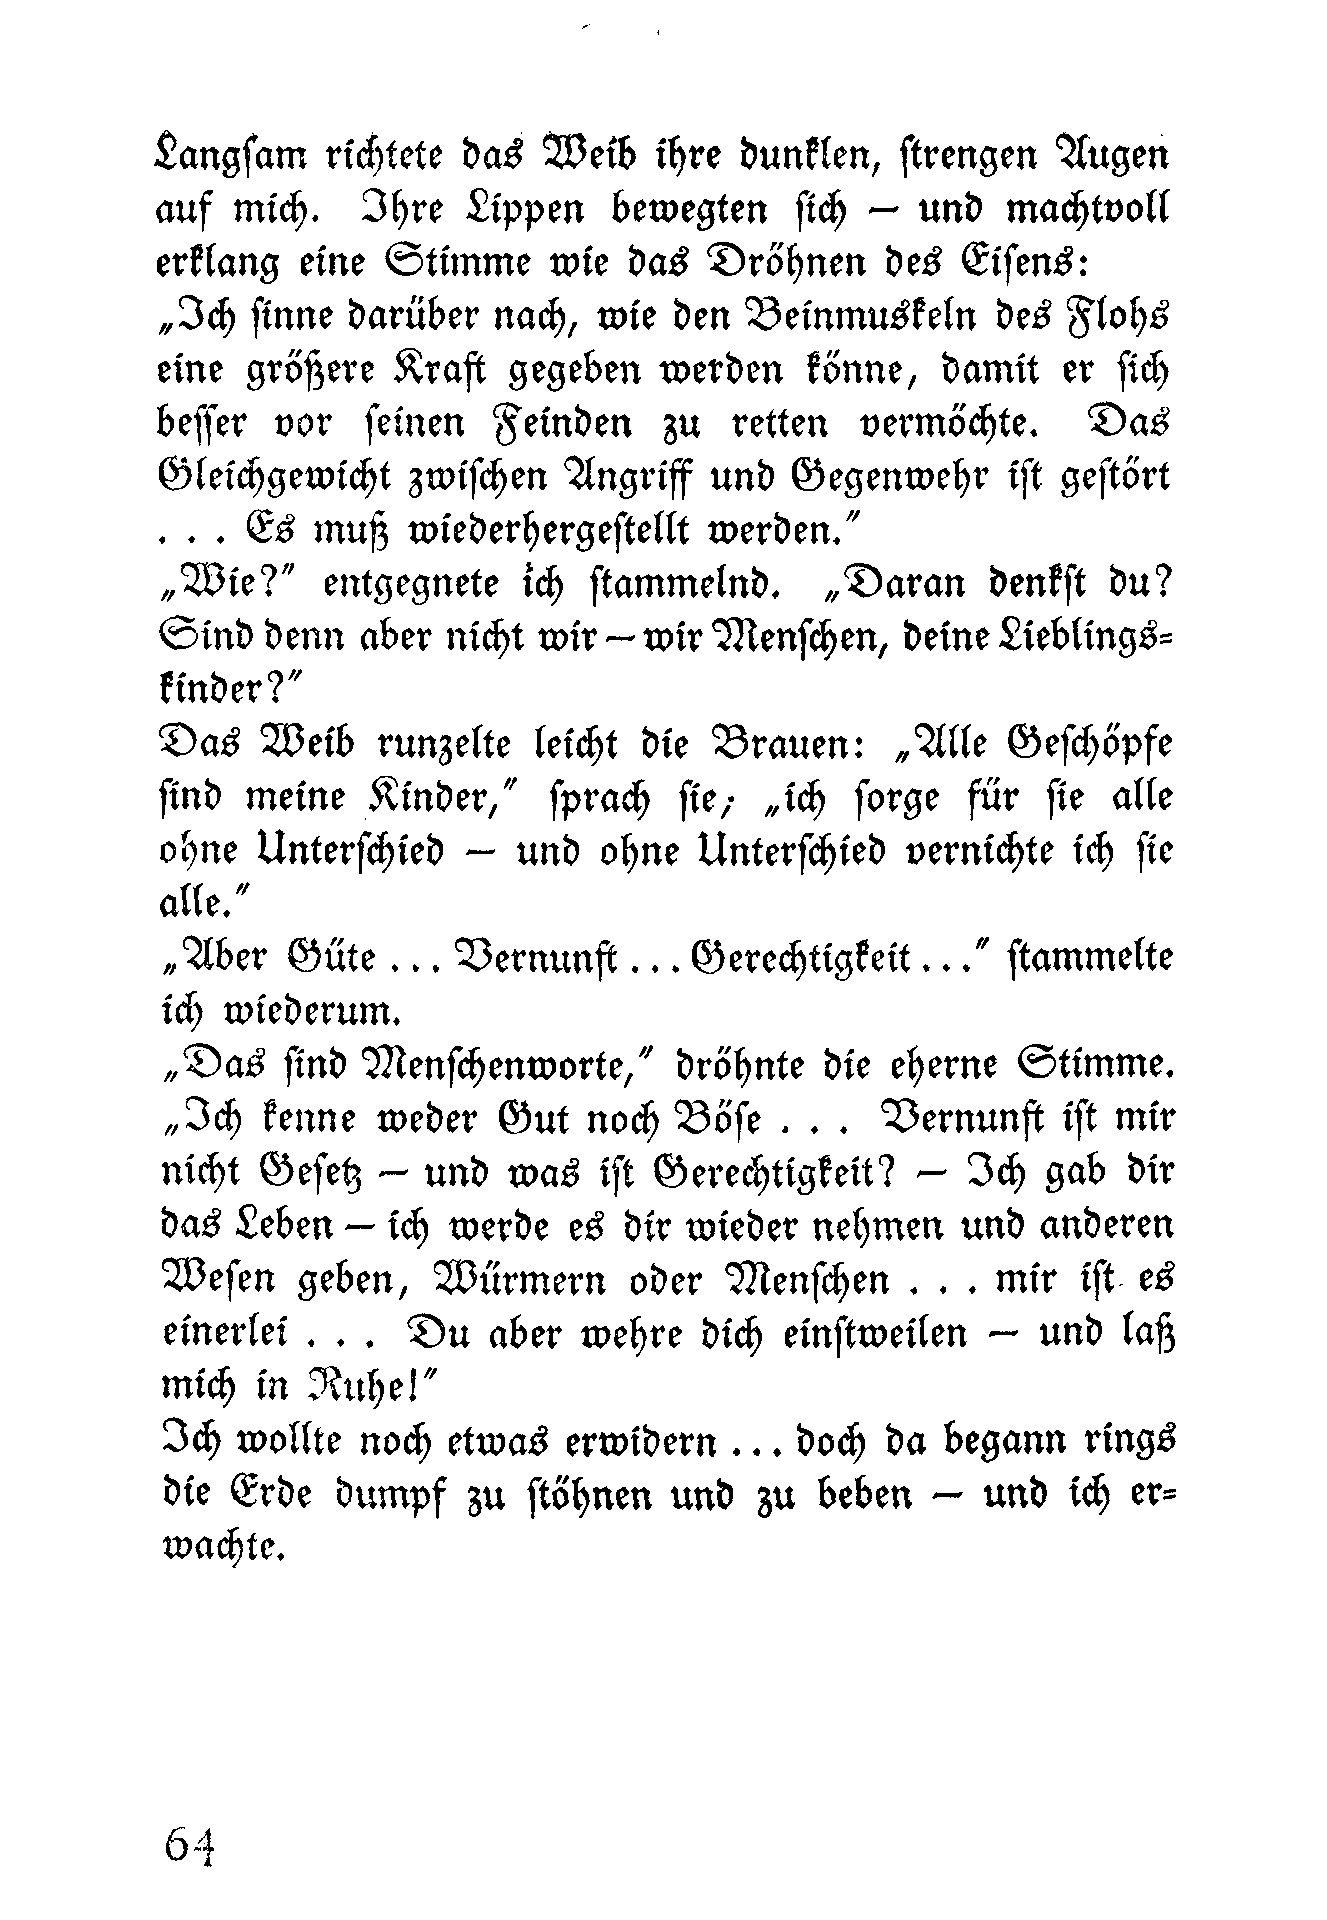 Langsam richtete das Weib ihre dunklen, strengen Augen
auf mich. Ihre Lippen bewegten sich — und machtvoll
erklang eine Stimme wie das Dröhnen des Eisens:
„Ich sinne darüber nach, wie den Beinmuskeln des Flohs
eine größere Kraft gegeben werden könne, damit er sich
besser vor seinen Feinden zu retten vermöchte. Das
Gleichgewicht zwischen Angriff und Gegenwehr ist gestört
. . . Es muß wiederhergestellt werden.“
„Wie?“ entgegnete ich stammelnd. „Daran denkst du?
Sind denn aber nicht wir — wir Menschen, deine Lieblings-
kinder?“
Das Weib runzelte leicht die Brauen: „Alle Geschöpfe
sind meine Kinder,“ sprach sie; „ich sorge für sie alle
ohne Unterschied — und ohne Unterschied vernichte ich sie
alle.“
„Aber Güte ... Vernunft ... Gerechtigkeit ...“ stammelte
ich wiederum.
„Das sind Menschenworte,“ dröhnte die eherne Stimme.
„Ich kenne weder Gut noch Böse . . . Vernunft ist mir
nicht Gesetz — und was ist Gerechtigkeit? — Ich gab dir
das Leben — ich werde es dir wieder nehmen und anderen
Wesen geben, Würmern oder Menschen . . . mir ist es
einerlei . . . Du aber wehre dich einstweilen — und laß
mich in Ruhe!“
Ich wollte noch etwas erwidern ... doch da begann rings
die Erde dumpf zu stöhnen und zu beben — und ich er-
wachte.
64